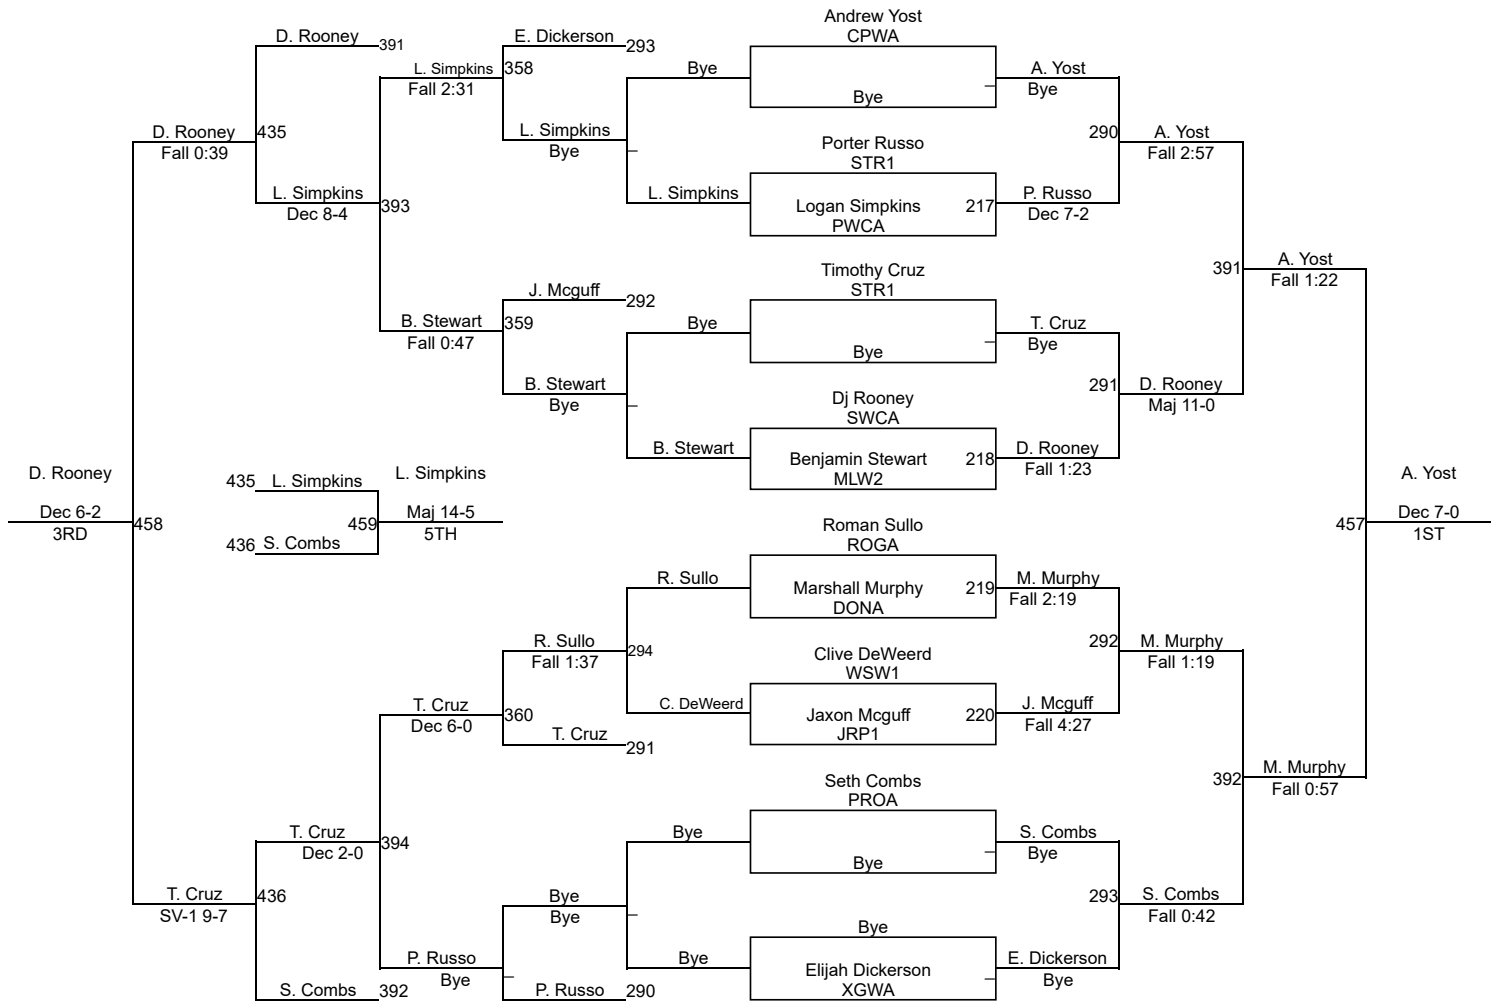 Andrew Yost
CPWA
D. Rooney
391
E. Dickerson
293
L. Simpkins
358
Fall 2:31
Bye
Bye
A. Yost
Bye
D. Rooney
435
Fall 0:39
L. Simpkins
Bye
290
A. Yost
Fall 2:57
Porter Russo
STR1
L. Simpkins
Dec 8-4
393
L. Simpkins
Logan Simpkins
217
PWCA
P. Russo
Dec 7-2
391
A. Yost
Fall 1:22
Timothy Cruz
STR1
J. Mcguff
292
B. Stewart
359
Fall 0:47
Bye
Bye
T. Cruz
Bye
B. Stewart
Bye
291
D. Rooney
Maj 11-0
Dj Rooney
SWCA
B. Stewart
Benjamin Stewart
218
MLW2
D. Rooney
Fall 1:23
D. Rooney
Dec 6-2
458
3RD
435
L. Simpkins
L. Simpkins
459
Maj 14-5
5TH
436
S. Combs
A. Yost
457
Dec 7-0
1ST
Roman Sullo
ROGA
R. Sullo
Marshall Murphy
219
DONA
M. Murphy
Fall 2:19
R. Sullo
294
Fall 1:37
292
M. Murphy
Fall 1:19
Clive DeWeerd
WSW1
T. Cruz
360
Dec 6-0
C. DeWeerd
Jaxon Mcguff
220
JRP1
J. Mcguff
Fall 4:27
T. Cruz
291
392
M. Murphy
Fall 0:57
Seth Combs
PROA
T. Cruz
394
Dec 2-0
Bye
Bye
S. Combs
Bye
T. Cruz
436
SV-1 9-7
Bye
Bye
293
S. Combs
Fall 0:42
Bye
P. Russo
Bye
Bye
Elijah Dickerson
XGWA
E. Dickerson
Bye
S. Combs
392
P. Russo
290